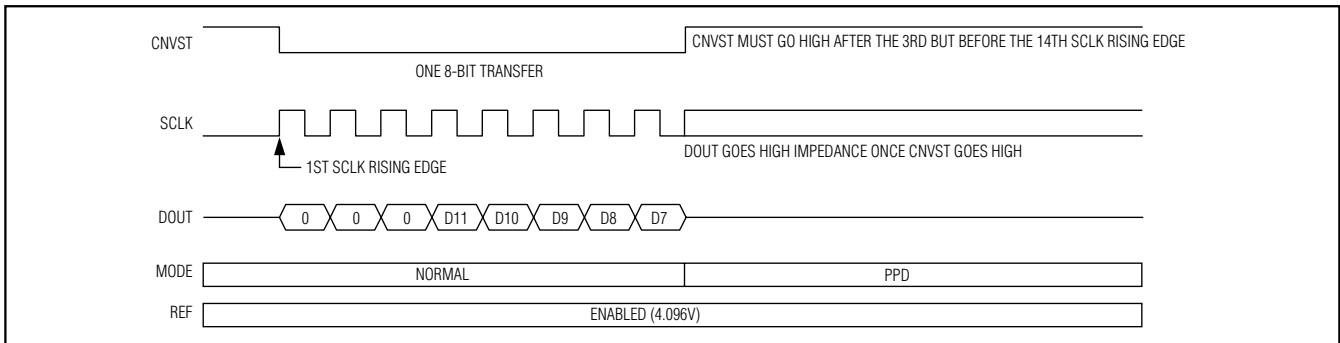 CNVST
CNVST MUST GO HIGH AFTER THE 3RD BUT BEFORE THE 14TH SCLK RISING EDGE
ONE 8-BIT TRANSFER
SCLK
DOUT GOES HIGH IMPEDANCE ONCE CNVST GOES HIGH
1ST SCLK RISING EDGE
DOUT
0 0 0 D11 D10 D9 D8 D7
MODE
NORMAL
PPD
REF
ENABLED (4.096V)